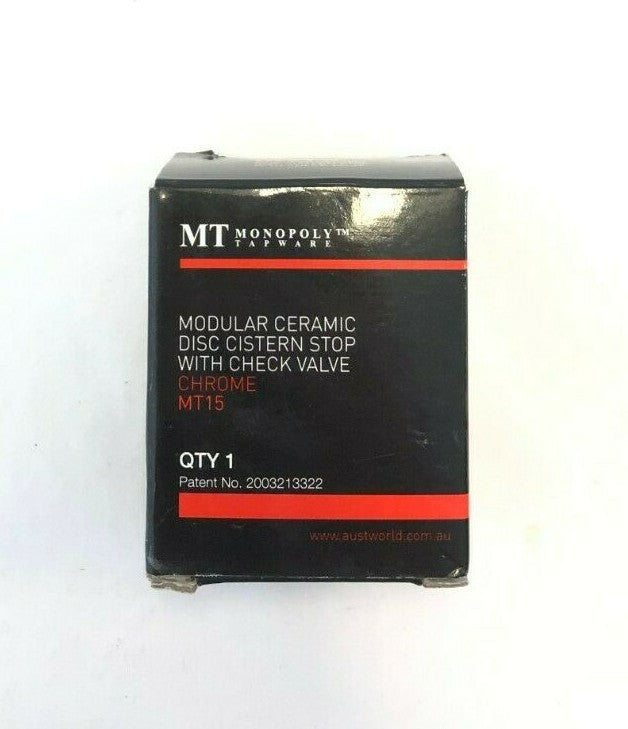 MT MONOPOLY™
TAPWARE
MODULAR CERAMIC
DISC CISTERN STOP
WITH CHECK VALVE
CHROME
MT15
QTY 1
Patent No. 2003213322
www.austworld.com.au